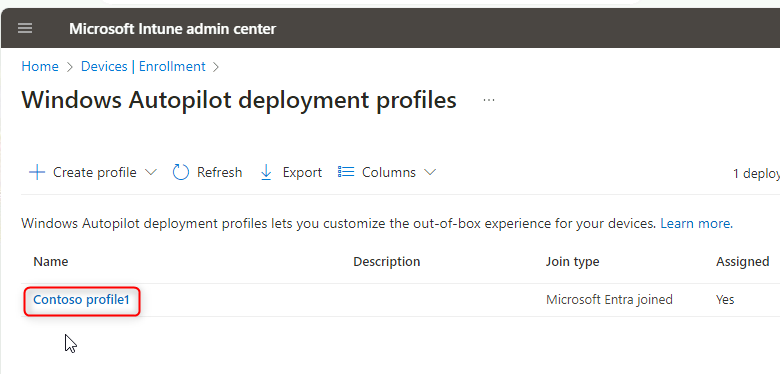 Microsoft Intune admin center
Home > Devices | Enrollment >
Windows Autopilot deployment profiles ...
Create profile Refresh Export Columns 1 deploy
Windows Autopilot deployment profiles lets you customize the out-of-box experience for your devices. Learn more.
Name Description Join type Assigned
Contoso profile1 Microsoft Entra joined Yes